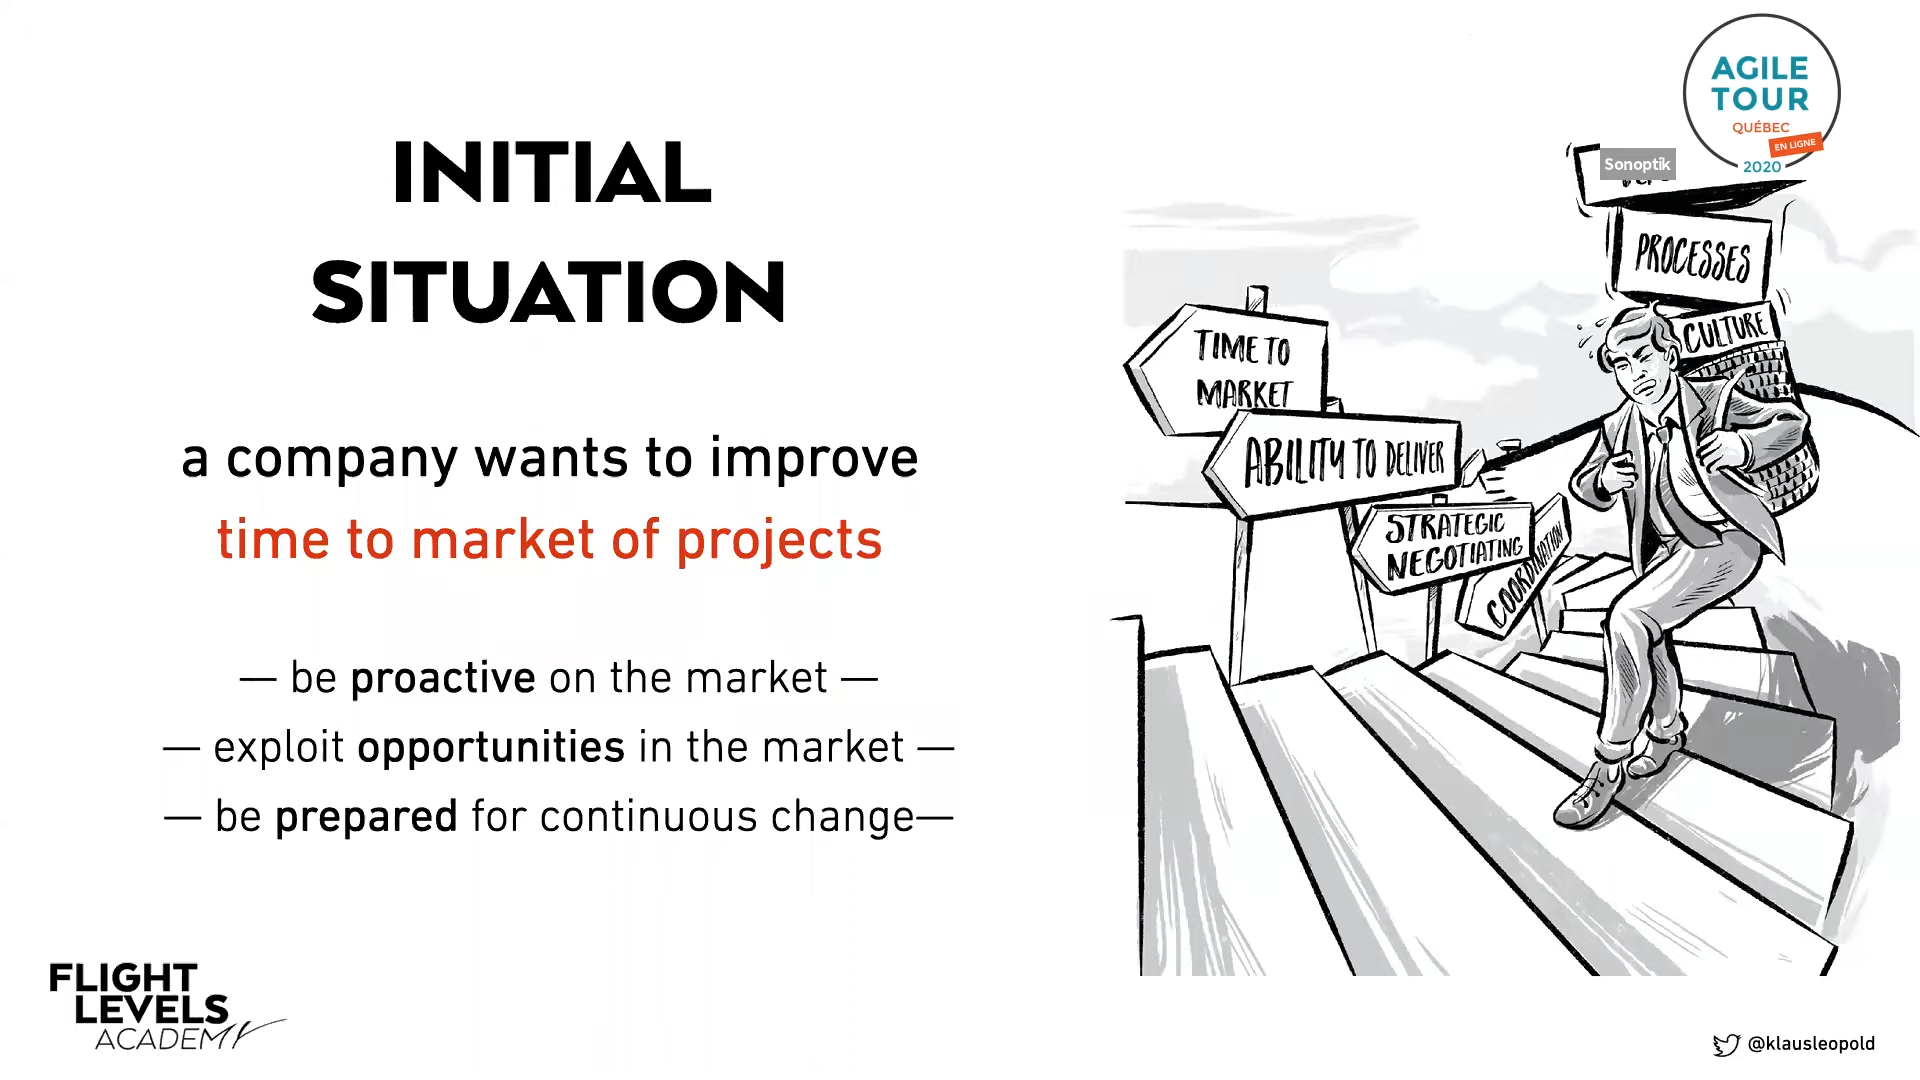 INITIAL
SITUATION
a company wants to improve
time to market of projects
— be proactive on the market —
— exploit opportunities in the market —
— be prepared for continuous change—
AGILE
TOUR
QUÉBEC
EN LIGNE
2020
Sonoptik
PROCESSES
CULTURE
TIME TO
MARKET
ABILITY TO DELIVER
STRATEGIC
NEGOTIATING
COORDINATION
FLIGHT
LEVELS
ACADEMY
@klausleopold